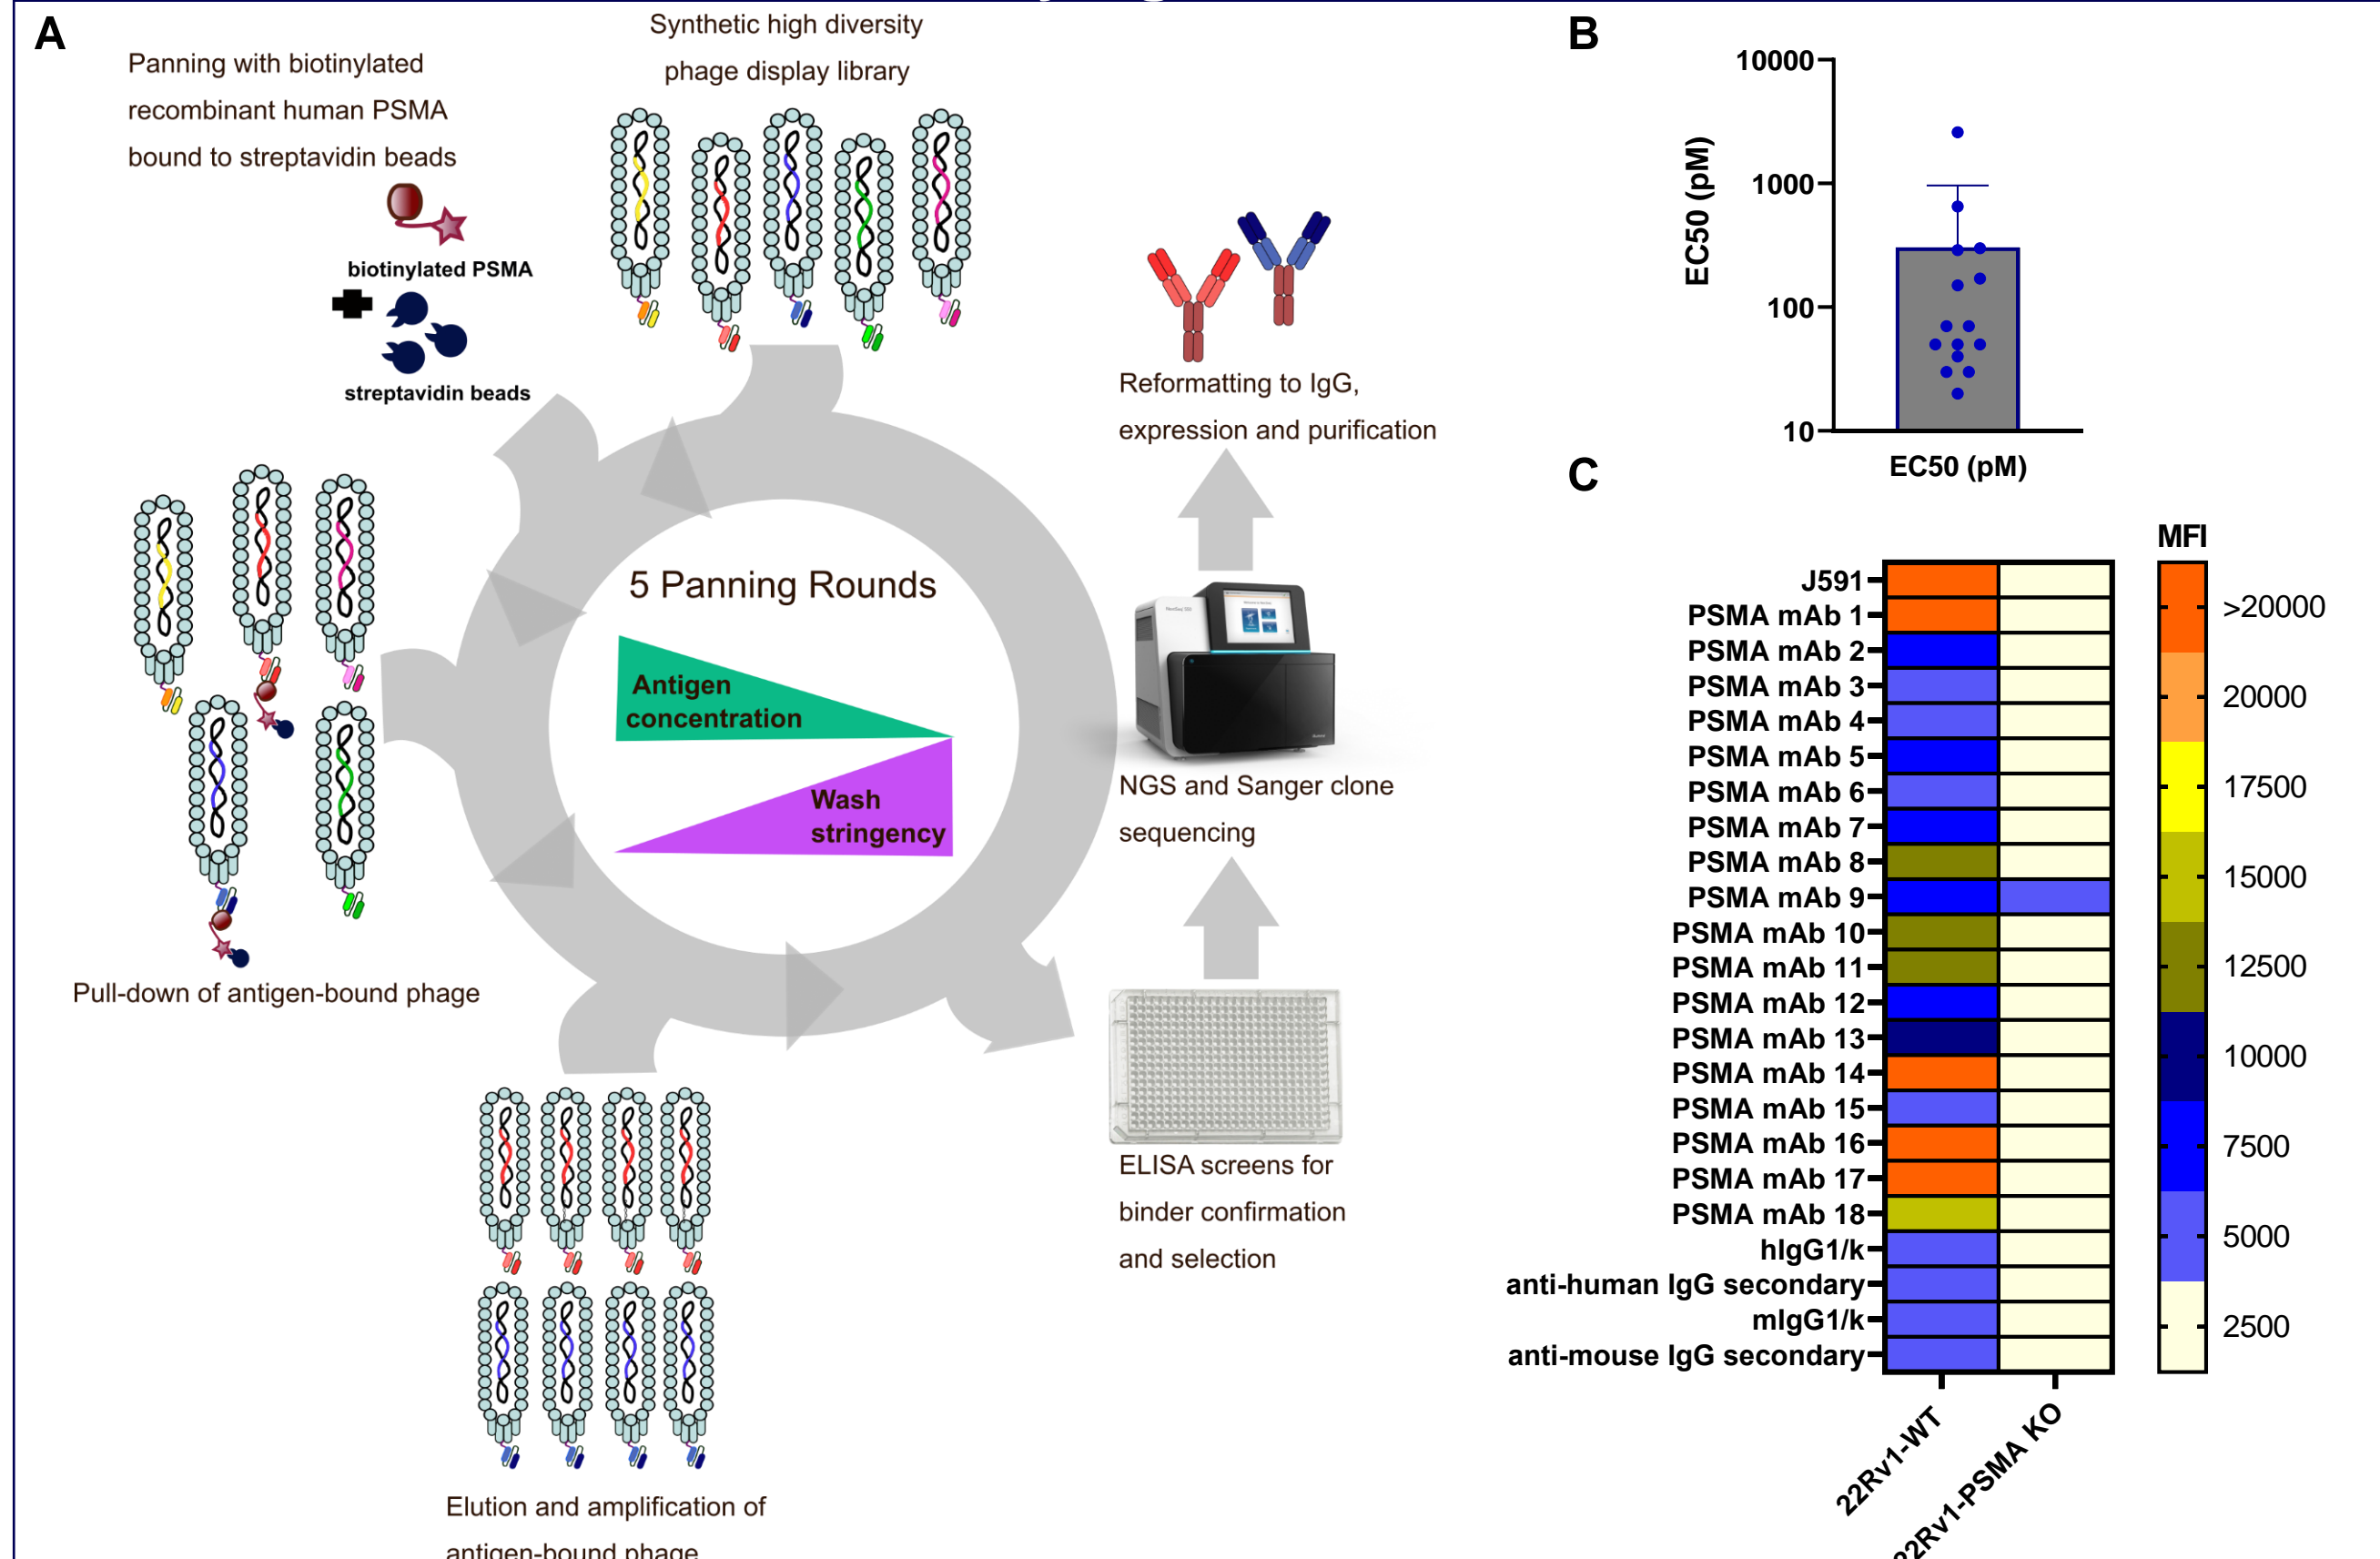 A
Panning with biotinylated
recombinant human PSMA
bound to streptavidin beads
biotinylated PSMA
streptavidin beads
Synthetic high diversity
phage display library
5 Panning Rounds
Antigen
concentration
Wash
stringency
Pull-down of antigen-bound phage
Elution and amplification of
antigen-bound phage
Reformatting to IgG,
expression and purification
NGS and Sanger clone
sequencing
ELISA screens for
binder confirmation
and selection
B
EC50 (pM)
10000
1000
100
10
EC50 (pM)
C
J591
PSMA mAb 1
PSMA mAb 2
PSMA mAb 3
PSMA mAb 4
PSMA mAb 5
PSMA mAb 6
PSMA mAb 7
PSMA mAb 8
PSMA mAb 9
PSMA mAb 10
PSMA mAb 11
PSMA mAb 12
PSMA mAb 13
PSMA mAb 14
PSMA mAb 15
PSMA mAb 16
PSMA mAb 17
PSMA mAb 18
hIgG1/k
anti-human IgG secondary
mIgG1/k
anti-mouse IgG secondary
22Rv1-WT
22Rv1-PSMA KO
MFI
>20000
20000
17500
15000
12500
10000
7500
5000
2500